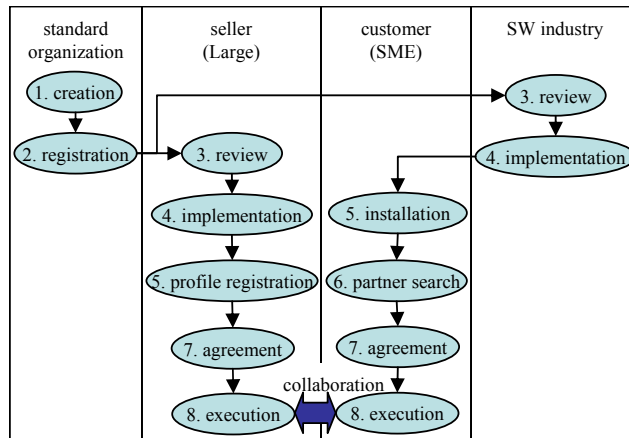 standard
organization
seller
(Large)
customer
(SME)
SW industry
1. creation
2. registration
3. review
4. implementation
5. profile registration
7. agreement
8. execution
collaboration
5. installation
6. partner search
7. agreement
8. execution
3. review
4. implementation